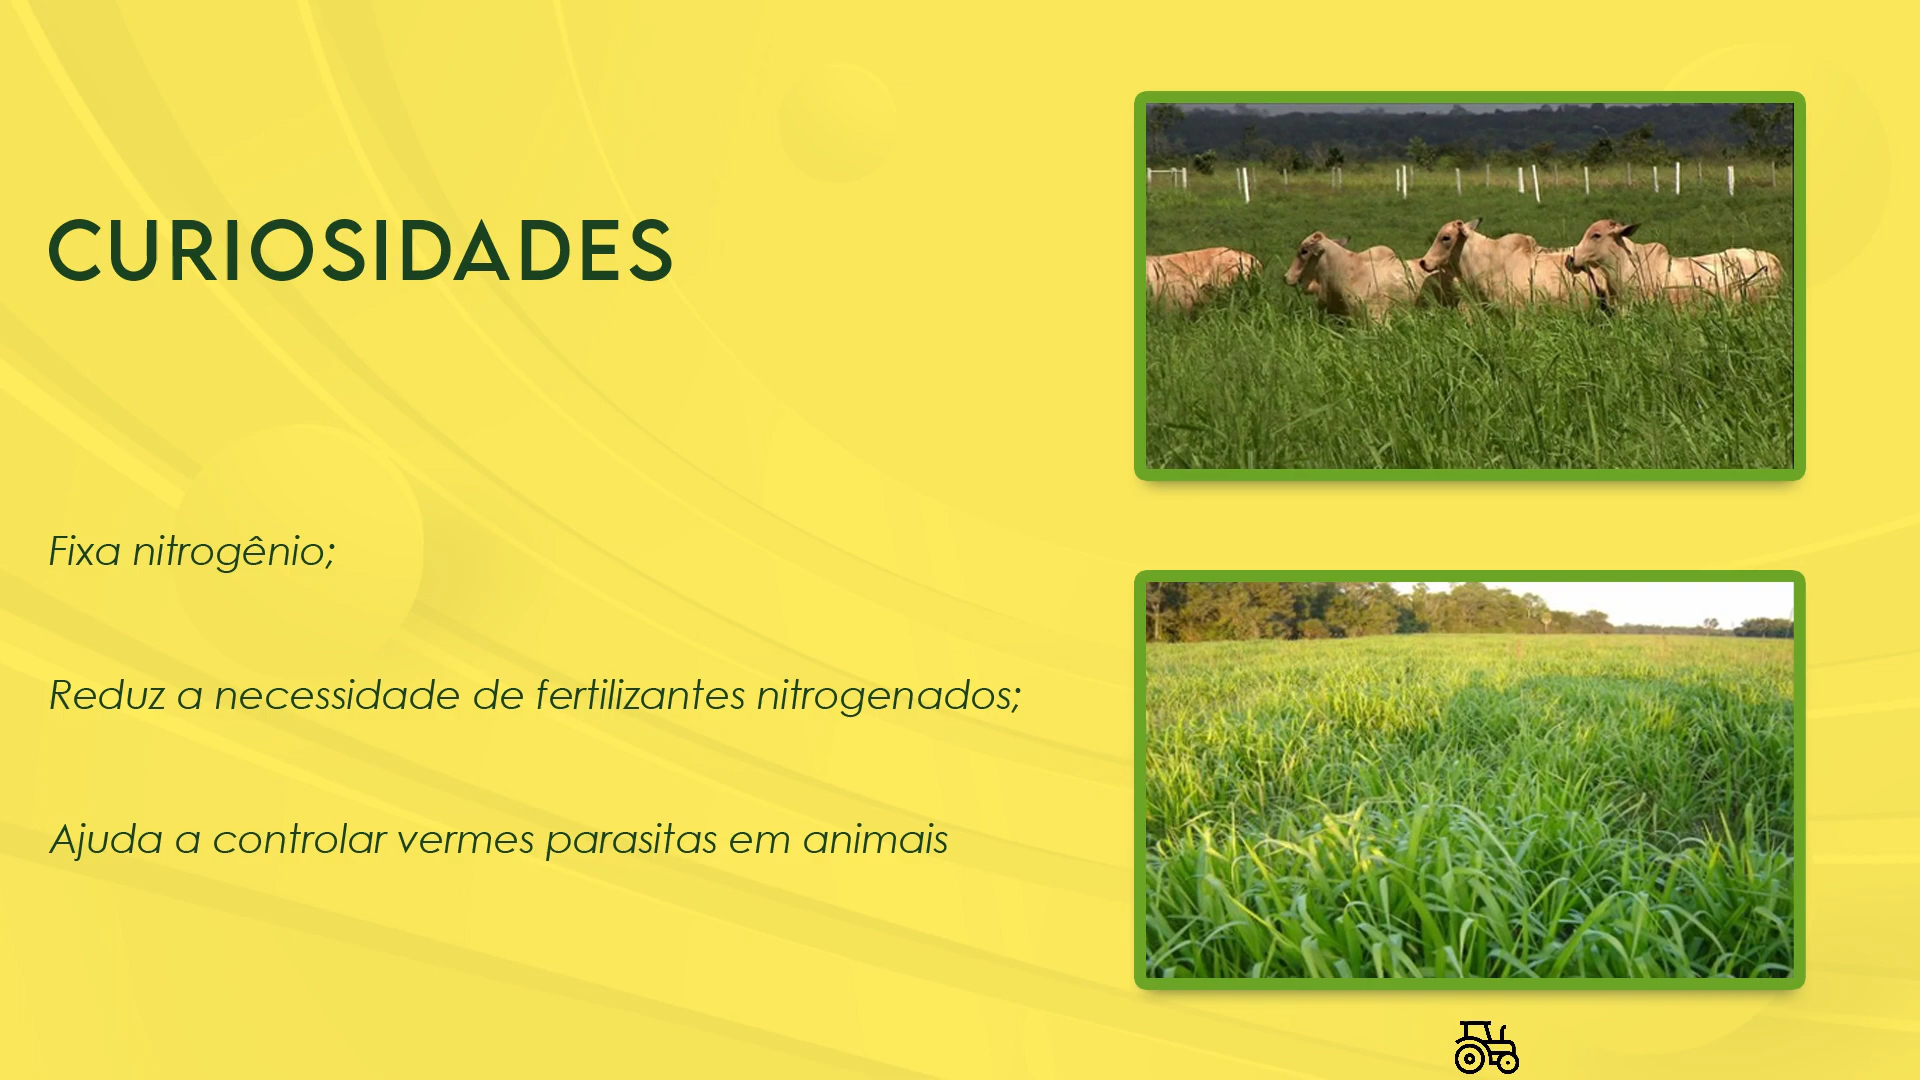 CURIOSIDADES
Fixa nitrogênio;
Reduz a necessidade de fertilizantes nitrogenados;
Ajuda a controlar vermes parasitas em animais